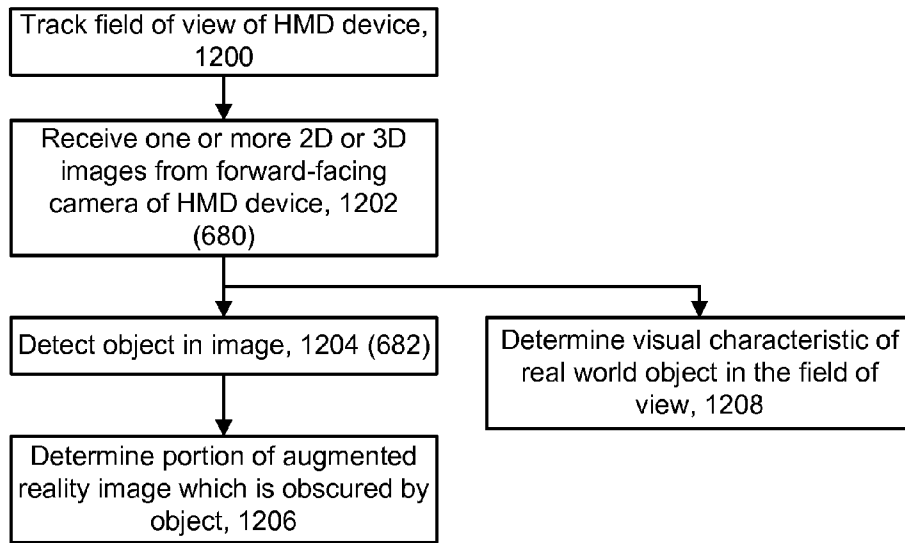 Track field of view of HMD device,
1200
Receive one or more 2D or 3D
images from forward-facing
camera of HMD device, 1202
(680)
Detect object in image, 1204 (682)
Determine visual characteristic of
real world object in the field of
view, 1208
Determine portion of augmented
reality image which is obscured by
object, 1206